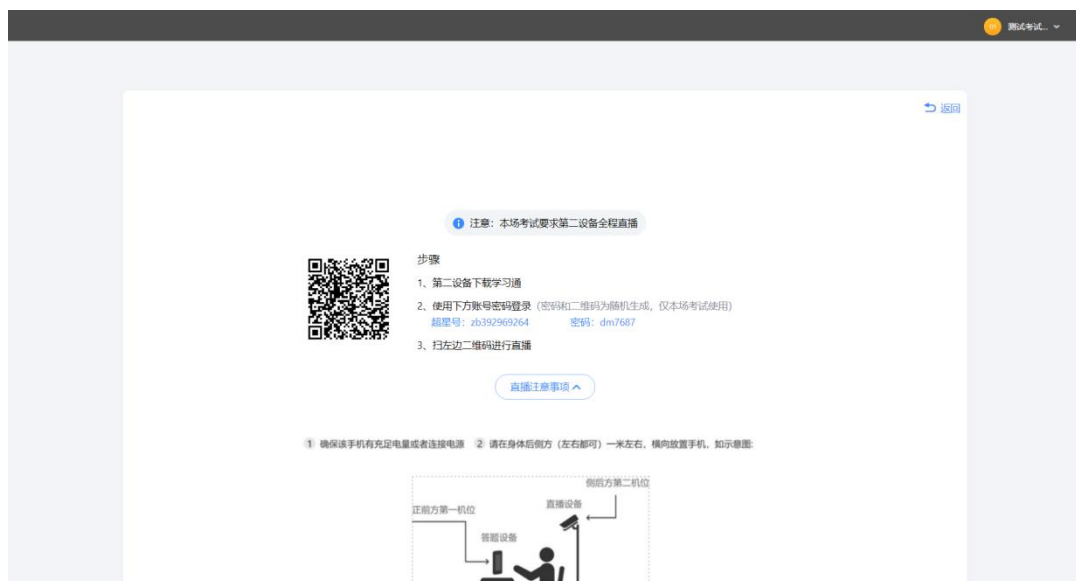 测试考试...
返回
注意：本场考试要求第二设备全程直播
步骤
1、第二设备下载学习通
2、使用下方账号密码登录（密码和二维码为随机生成，仅本场考试使用）
超星号：zb392969264 密码：dm7687
3、扫左边二维码进行直播
直播注意事项
1 确保该手机有充足电量或者连接电源 2 请在身体后侧方（左右都可）一米左右，横向放置手机，如示意图:
侧后方第二机位
直播设备
正前方第一机位
答题设备